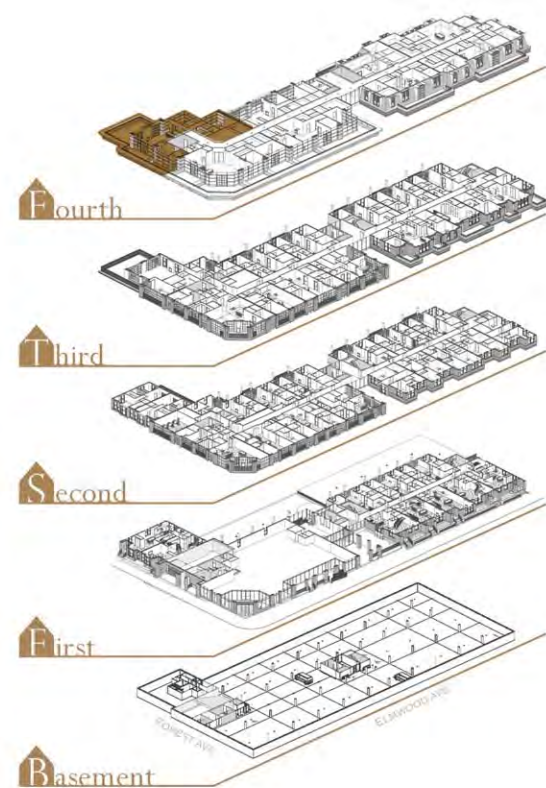 Fourth
Third
Second
First
FOREST AVE
ELMWOOD AVE
Basement